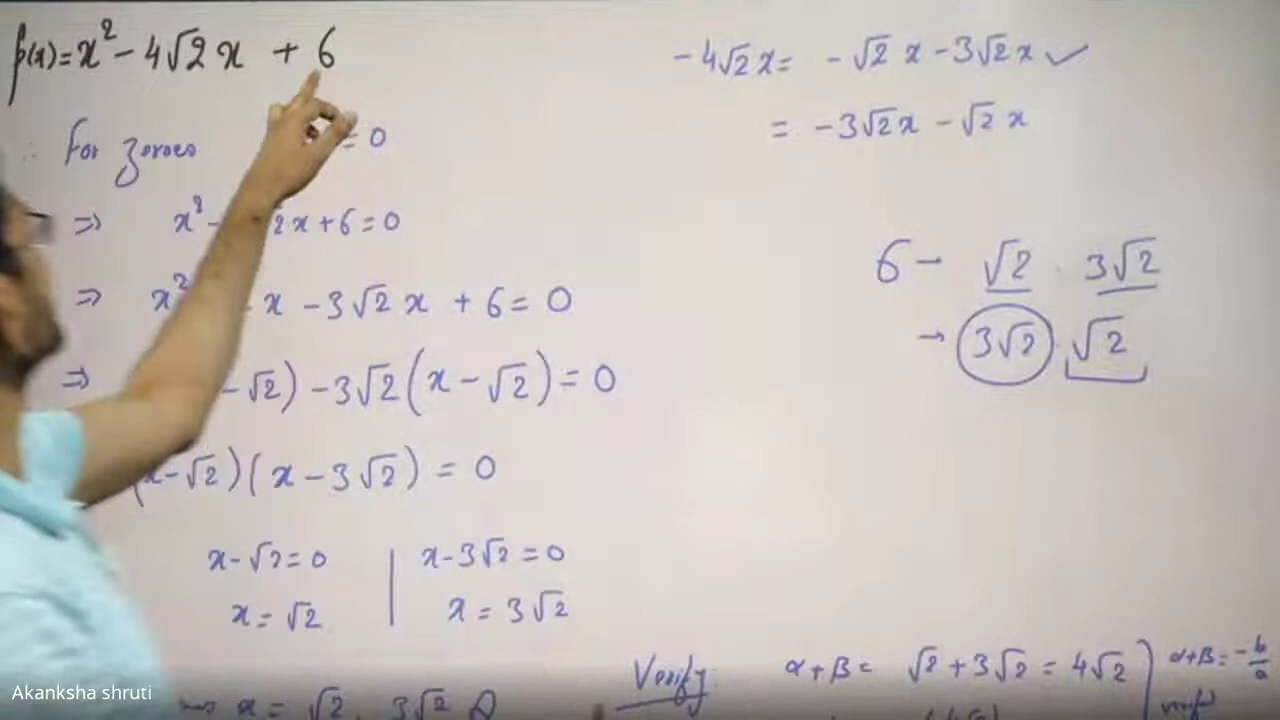 p(x) = x² - 4√2 x + 6
∴ For zeroes = 0
⇒ x² - 2x + 6 = 0
⇒ x² - x - 3√2 x + 6 = 0
⇒ -√2) - 3√2 (x - √2) = 0
(x - √2) (x - 3√2) = 0
x - √2 = 0 | x - 3√2 = 0
x = √2 | x = 3√2
x = √2, 3√2
-4√2 x = -√2 x - 3√2 x ✓
= -3√2 x - √2 x
6 - √2 . 3√2
→ 3√2 . √2
Verify: α + β = √2 + 3√2 = 4√2
α+β = -b/a
Akanksha shruti